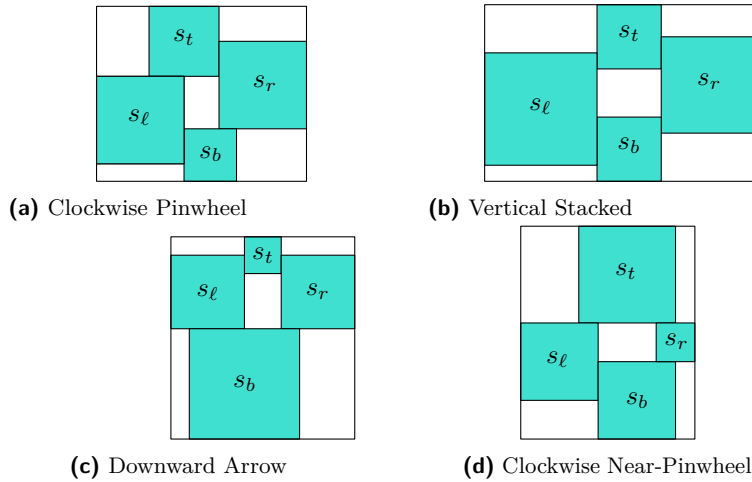 s_t
s_r
s_ℓ
s_b
(a) Clockwise Pinwheel
s_t
s_r
s_ℓ
s_b
(b) Vertical Stacked
s_t
s_ℓ s_r
s_b
(c) Downward Arrow
s_t
s_r
s_ℓ
s_b
(d) Clockwise Near-Pinwheel